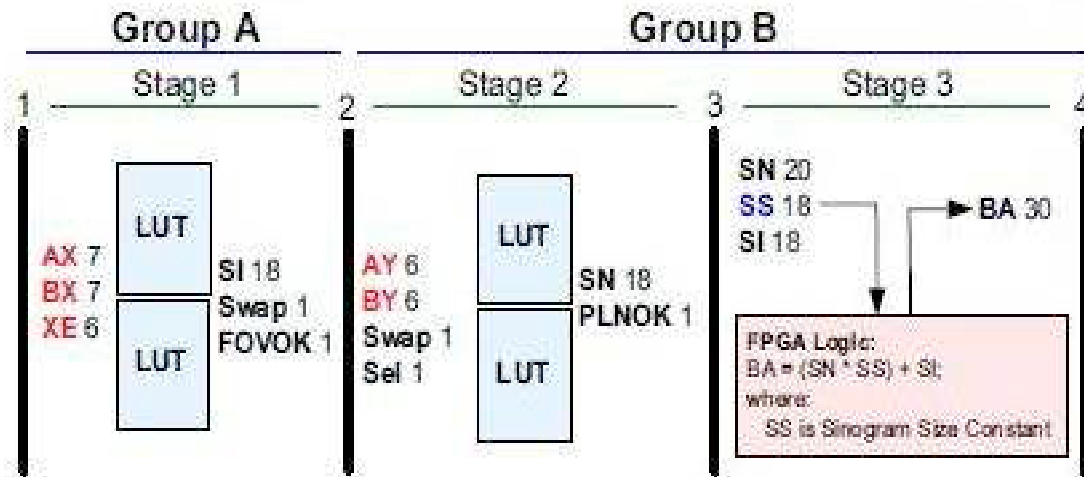 Group A
Group B
Stage 1
Stage 2
Stage 3
1
2
3
4
LUT
LUT
AX 7
BX 7
XE 6
SI 18
Swap 1
FOVOK 1
LUT
LUT
AY 6
BY 6
Swap 1
Sel 1
SN 18
PLNOK 1
SN 20
SS 18
SI 18
BA 30
FPGA Logic:
BA = (SN * SS) + SI;
where:
SS is Sinogram Size Constant